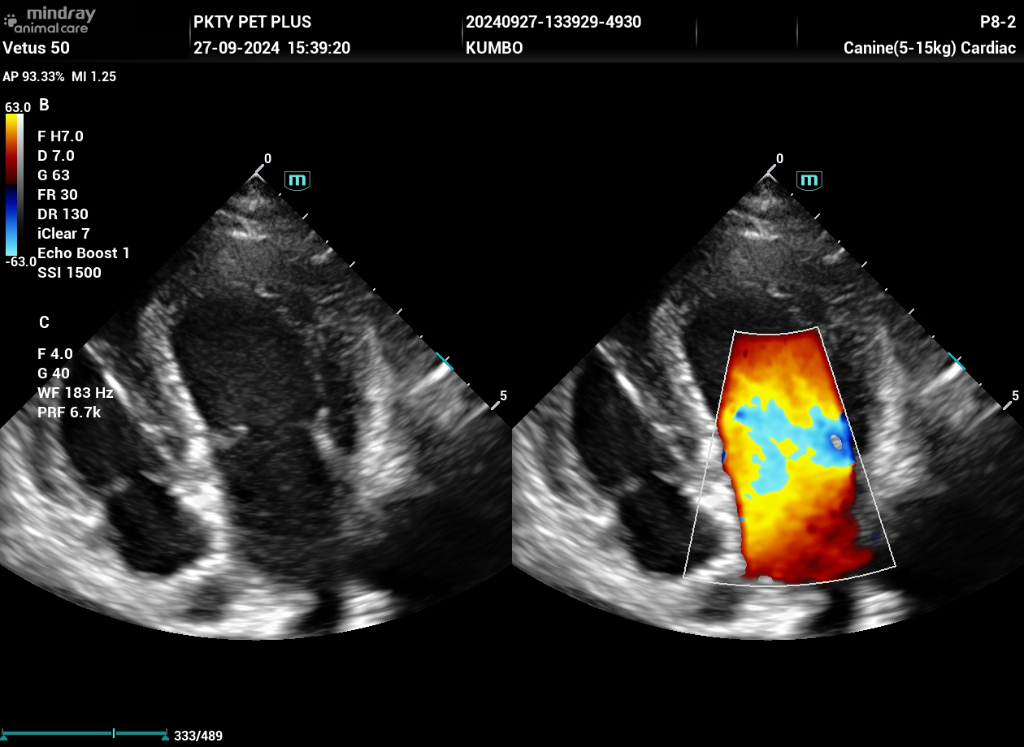 mindray
animalcare
PKTY PET PLUS
20240927-133929-4930
P8-2
Vetus 50
27-09-2024 15:39:20
KUMBO
Canine(5-15kg) Cardiac
AP 93.33% MI 1.25
63.0
B
F H7.0
D 7.0
G 63
FR 30
DR 130
iClear 7
Echo Boost 1
-63.0
SSI 1500
C
F 4.0
G 40
WF 183 Hz
PRF 6.7k
0
m
5
0
m
5
333/489